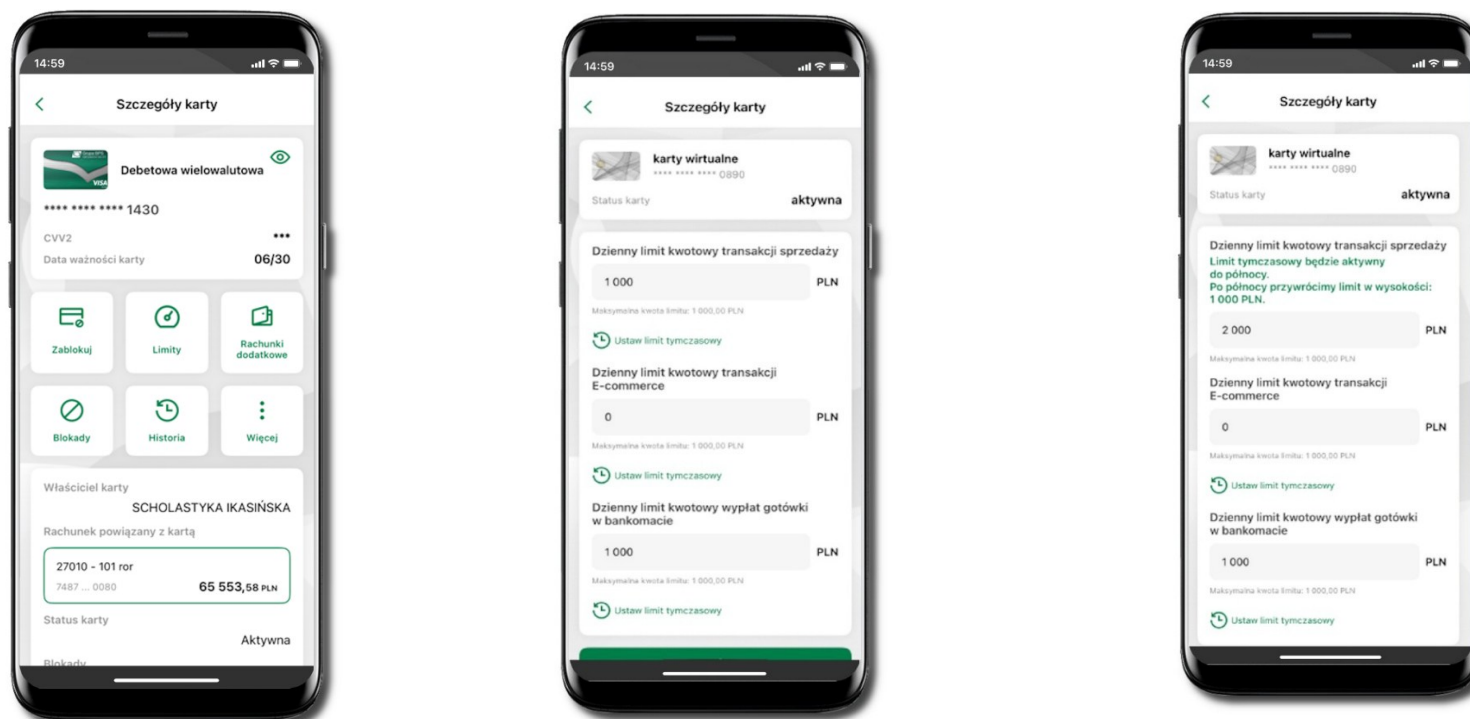 14:59
Szczegóły karty
Grupa BPS
VISA
Debetowa wielowalutowa
**** **** **** 1430
CVV2 ***
Data ważności karty 06/30
Zablokuj Limity Rachunki
dodatkowe
Blokady Historia Więcej
Właściciel karty
SCHOLASTYKA IKASIŃSKA
Rachunek powiązany z kartą
27010 - 101 ror
7487 ... 0080 65 553,58 PLN
Status karty
Aktywna
Blokady
14:59
Szczegóły karty
karty wirtualne
**** **** **** 0890
Status karty aktywna
Dzienny limit kwotowy transakcji sprzedaży
1 000 PLN
Maksymalna kwota limitu: 1 000,00 PLN
Ustaw limit tymczasowy
Dzienny limit kwotowy transakcji
E-commerce
0 PLN
Maksymalna kwota limitu: 1 000,00 PLN
Ustaw limit tymczasowy
Dzienny limit kwotowy wypłat gotówki
w bankomacie
1 000 PLN
Maksymalna kwota limitu: 1 000,00 PLN
Ustaw limit tymczasowy
14:59
Szczegóły karty
karty wirtualne
**** **** **** 0890
Status karty aktywna
Dzienny limit kwotowy transakcji sprzedaży
Limit tymczasowy będzie aktywny
do północy.
Po północy przywrócimy limit w wysokości:
1 000 PLN.
2 000 PLN
Maksymalna kwota limitu: 1 000,00 PLN
Dzienny limit kwotowy transakcji
E-commerce
0 PLN
Maksymalna kwota limitu: 1 000,00 PLN
Ustaw limit tymczasowy
Dzienny limit kwotowy wypłat gotówki
w bankomacie
1 000 PLN
Maksymalna kwota limitu: 1 000,00 PLN
Ustaw limit tymczasowy